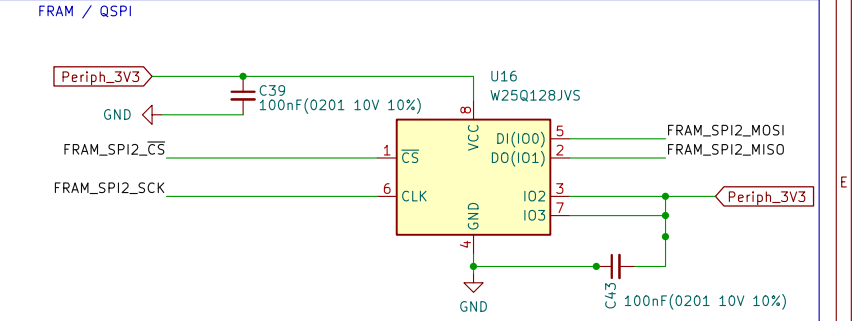 FRAM / QSPI
Periph_3V3
C39
100nF(0201 10V 10%)
GND
U16
W25Q128JVS
8
VCC
FRAM_SPI2_CS
1
CS
DI(IO0)
5
FRAM_SPI2_MOSI
DO(IO1)
2
FRAM_SPI2_MISO
FRAM_SPI2_SCK
6
CLK
IO2
3
Periph_3V3
IO3
7
GND
4
E
C43
100nF(0201 10V 10%)
GND